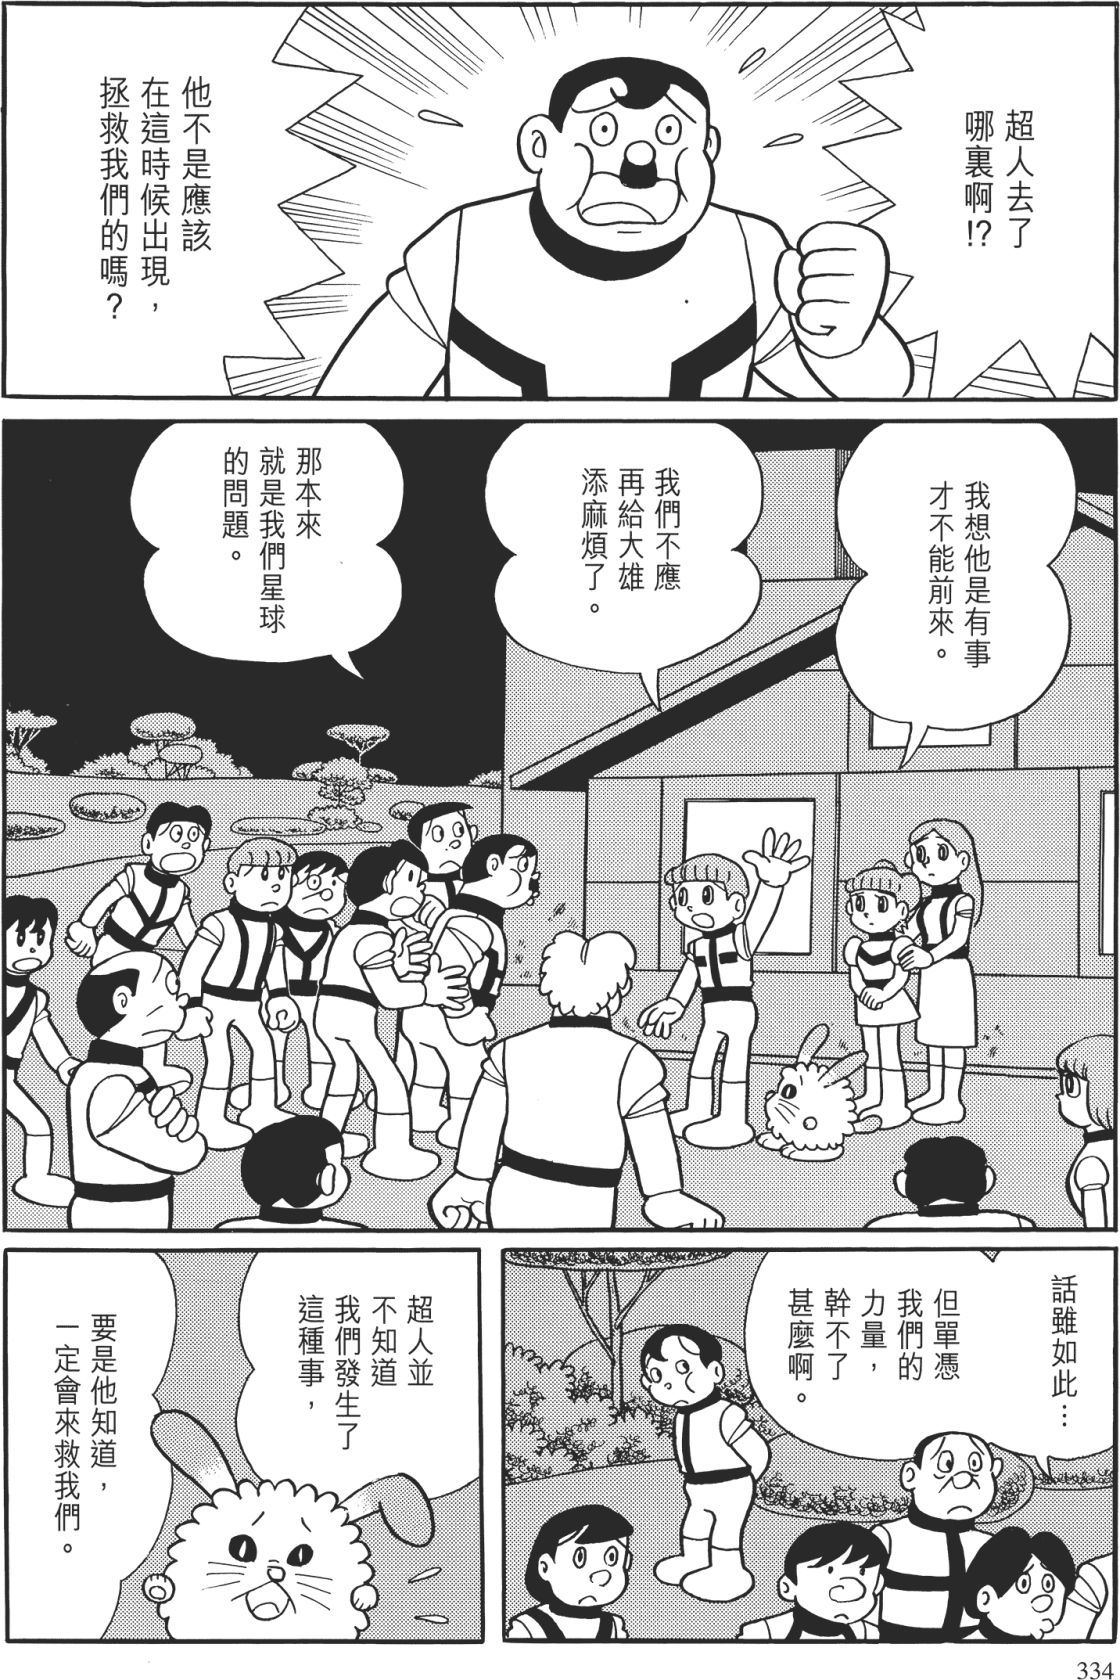 超人去了
哪裏啊!?
他不是應該
在這時候出現，
拯救我們的嗎？
我想他是有事
才不能前來。
我們不應
再給大雄
添麻煩了。
那本來
就是我們星球
的問題。
話雖如此…
但單憑
我們的
力量，
幹不了
甚麼啊。
超人並
不知道
我們發生了
這種事，
要是他知道，
一定會來救我們。
334